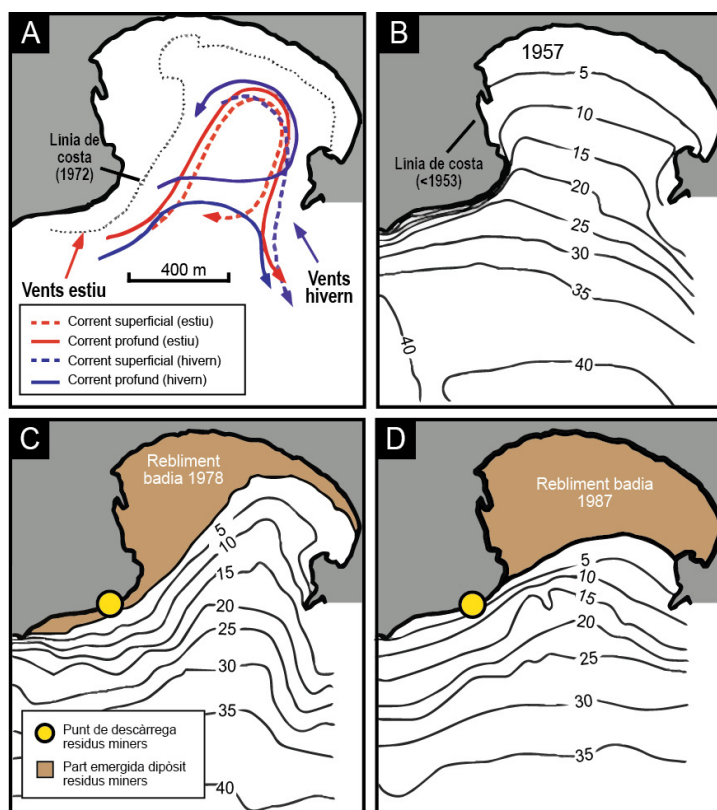 A
Línia de
costa
(1972)
400 m
Vents estiu
Vents
hivern
Corrent superficial (estiu)
Corrent profund (estiu)
Corrent superficial (hivern)
Corrent profund (hivern)
B
1957
Línia de costa
(<1953)
5
10
15
20
25
30
35
40
40
C
Rebliment
badia 1978
5
10
15
20
25
30
35
40
Punt de descàrrega
residus miners
Part emergida dipòsit
residus miners
D
Rebliment badia
1987
5
10
15
20
25
30
35